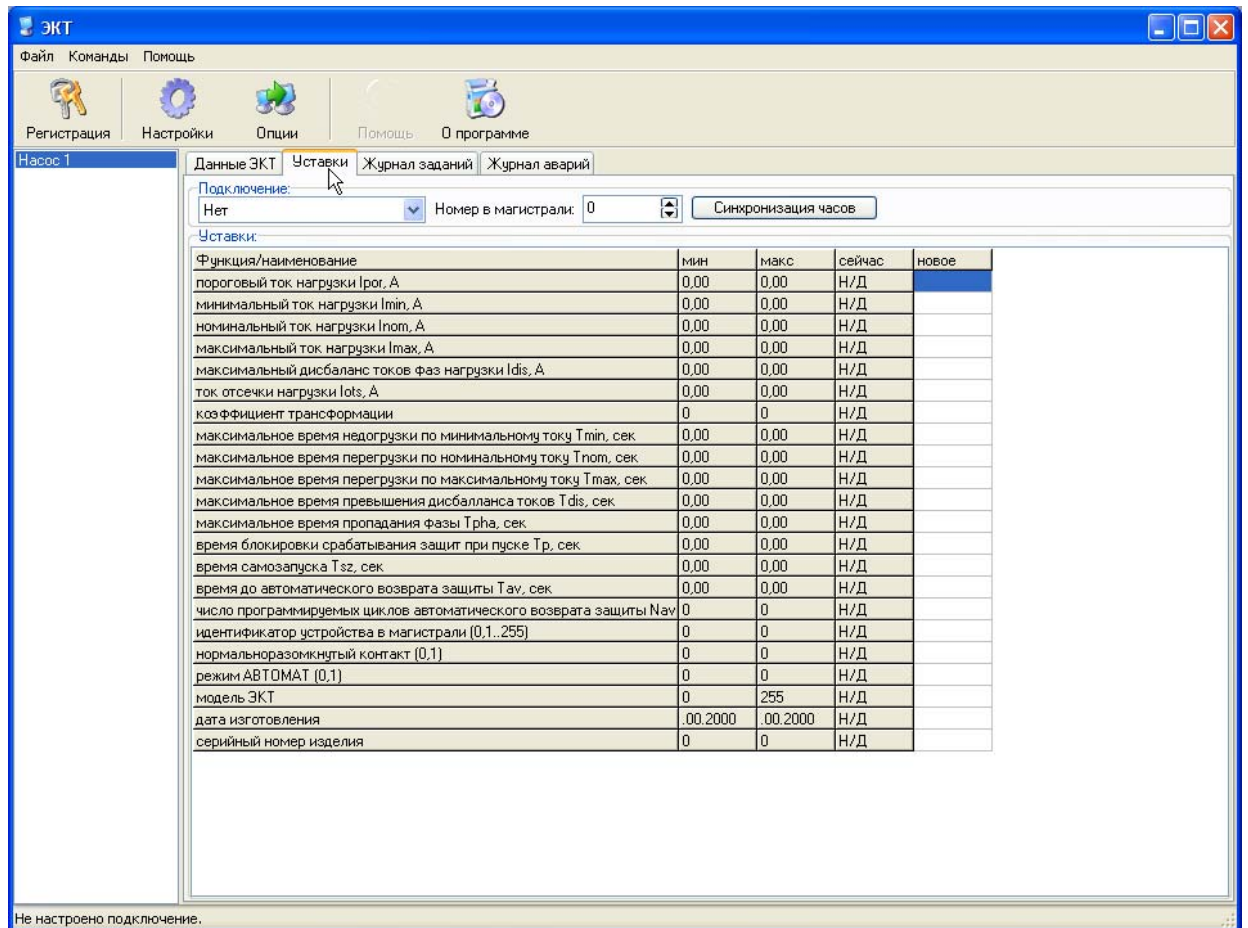 ЭКТ
Файл Команды Помощь
Регистрация Настройки Опции Помощь О программе
Насос 1
Данные ЭКТ Уставки Журнал заданий Журнал аварий
Подключение:
Нет Номер в магистрали: 0 Синхронизация часов
Уставки:
Функция/наименование мин макс сейчас новое
пороговый ток нагрузки Ipor, А 0,00 0,00 Н/Д
минимальный ток нагрузки Imin, А 0,00 0,00 Н/Д
номинальный ток нагрузки Inom, А 0,00 0,00 Н/Д
максимальный ток нагрузки Imax, А 0,00 0,00 Н/Д
максимальный дисбаланс токов фаз нагрузки Idis, А 0,00 0,00 Н/Д
ток отсечки нагрузки Iots, А 0,00 0,00 Н/Д
коэффициент трансформации 0 0 Н/Д
максимальное время недогрузки по минимальному току Tmin, сек 0,00 0,00 Н/Д
максимальное время перегрузки по номинальному току Tnom, сек 0,00 0,00 Н/Д
максимальное время перегрузки по максимальному току Tmax, сек 0,00 0,00 Н/Д
максимальное время превышения дисбалланса токов Tdis, сек 0,00 0,00 Н/Д
максимальное время пропадания фазы Tpha, сек 0,00 0,00 Н/Д
время блокировки срабатывания защит при пуске Tp, сек 0,00 0,00 Н/Д
время самозапуска Tsz, сек 0,00 0,00 Н/Д
время до автоматического возврата защиты Tav, сек 0,00 0,00 Н/Д
число программируемых циклов автоматического возврата защиты Nav 0 0 Н/Д
идентификатор устройства в магистрали (0,1..255) 0 0 Н/Д
нормальноразомкнутый контакт (0,1) 0 0 Н/Д
режим АВТОМАТ (0,1) 0 0 Н/Д
модель ЭКТ 0 255 Н/Д
дата изготовления .00.2000 .00.2000 Н/Д
серийный номер изделия 0 0 Н/Д
Не настроено подключение.